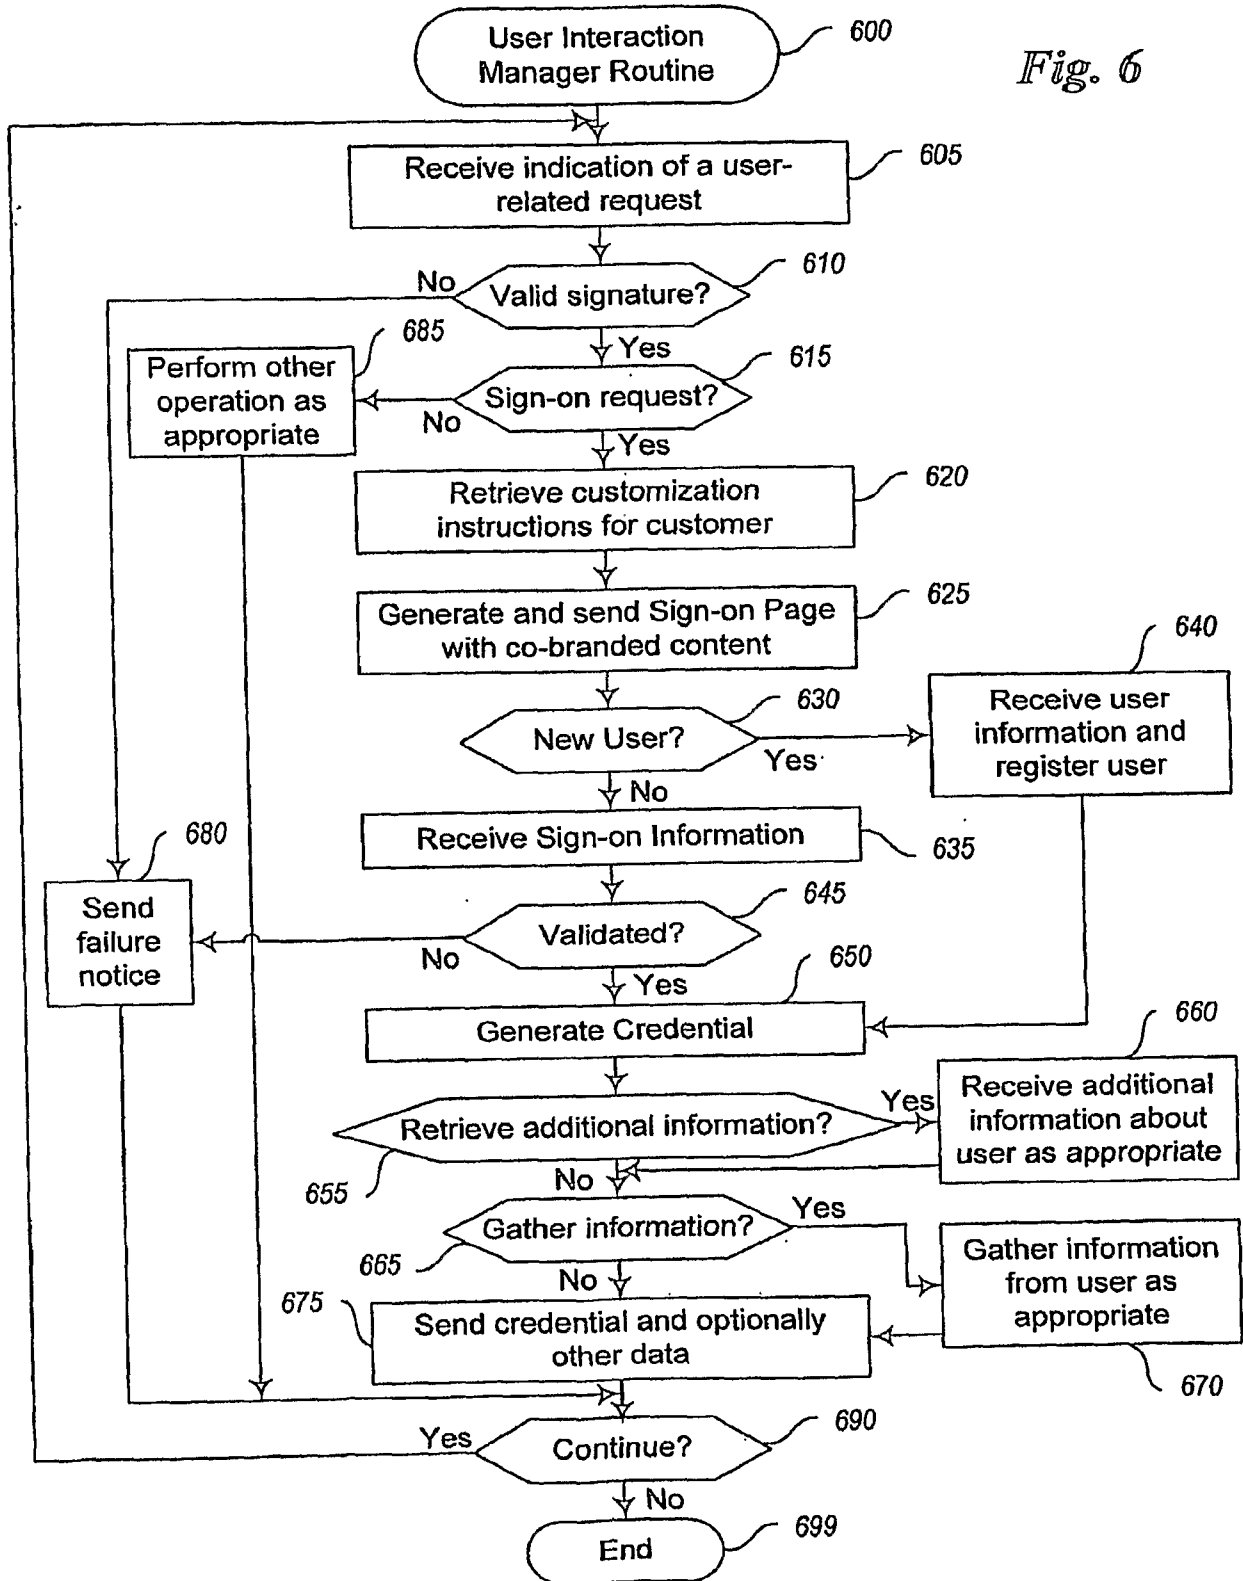 User Interaction
Manager Routine
600
Fig. 6
Receive indication of a user-
related request
605
Valid signature?
610
No
Yes
Sign-on request?
615
No
Yes
Perform other
operation as
appropriate
685
Retrieve customization
instructions for customer
620
Generate and send Sign-on Page
with co-branded content
625
New User?
630
Yes
No
Receive user
information and
register user
640
Receive Sign-on Information
635
Validated?
645
No
Yes
Send
failure
notice
680
Generate Credential
650
Retrieve additional information?
655
Yes
No
Receive additional
information about
user as appropriate
660
Gather information?
665
Yes
No
Gather information
from user as
appropriate
670
Send credential and optionally
other data
675
Continue?
690
Yes
No
End
699